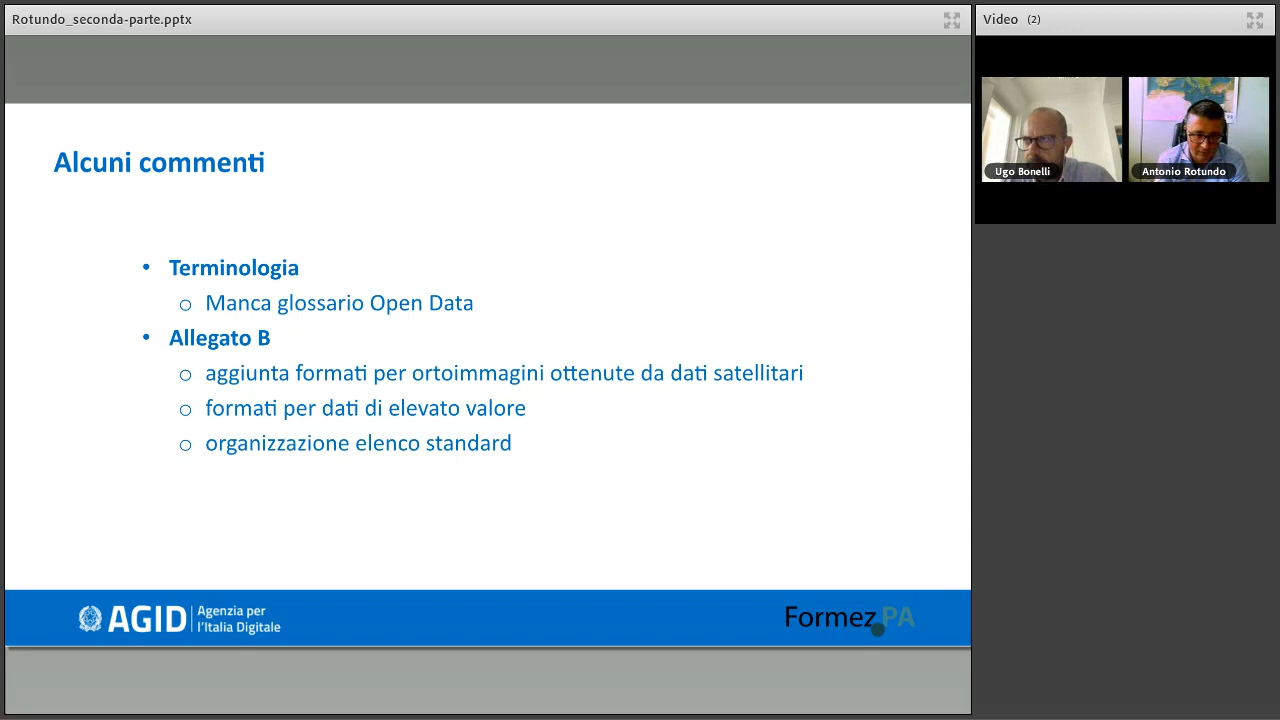 Rotundo_seconda-parte.pptx
Video (2)
Ugo Bonelli
Antonio Rotundo
Alcuni commenti
• Terminologia
o Manca glossario Open Data
• Allegato B
o aggiunta formati per ortoimmagini ottenute da dati satellitari
o formati per dati di elevato valore
o organizzazione elenco standard
AGID
Agenzia per
l'Italia Digitale
Formez PA